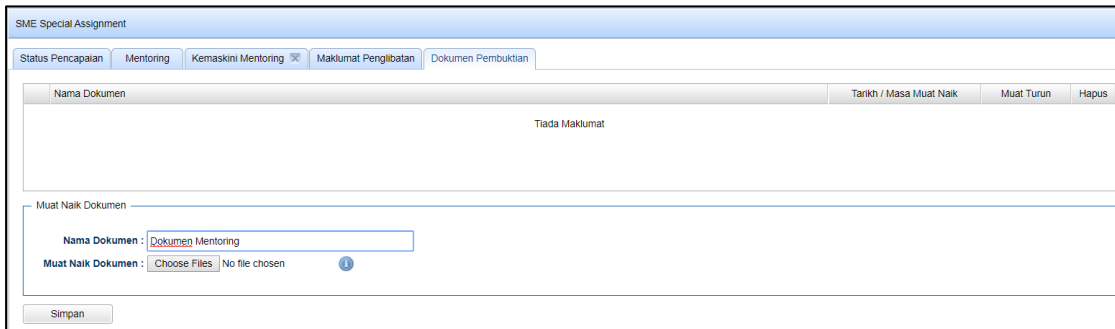 SME Special Assignment
Status Pencapaian Mentoring Kemaskini Mentoring Maklumat Penglibatan Dokumen Pembuktian
Nama Dokumen Tarikh / Masa Muat Naik Muat Turun Hapus
Tiada Maklumat
Muat Naik Dokumen
Nama Dokumen : Dokumen Mentoring
Muat Naik Dokumen : Choose Files No file chosen
Simpan